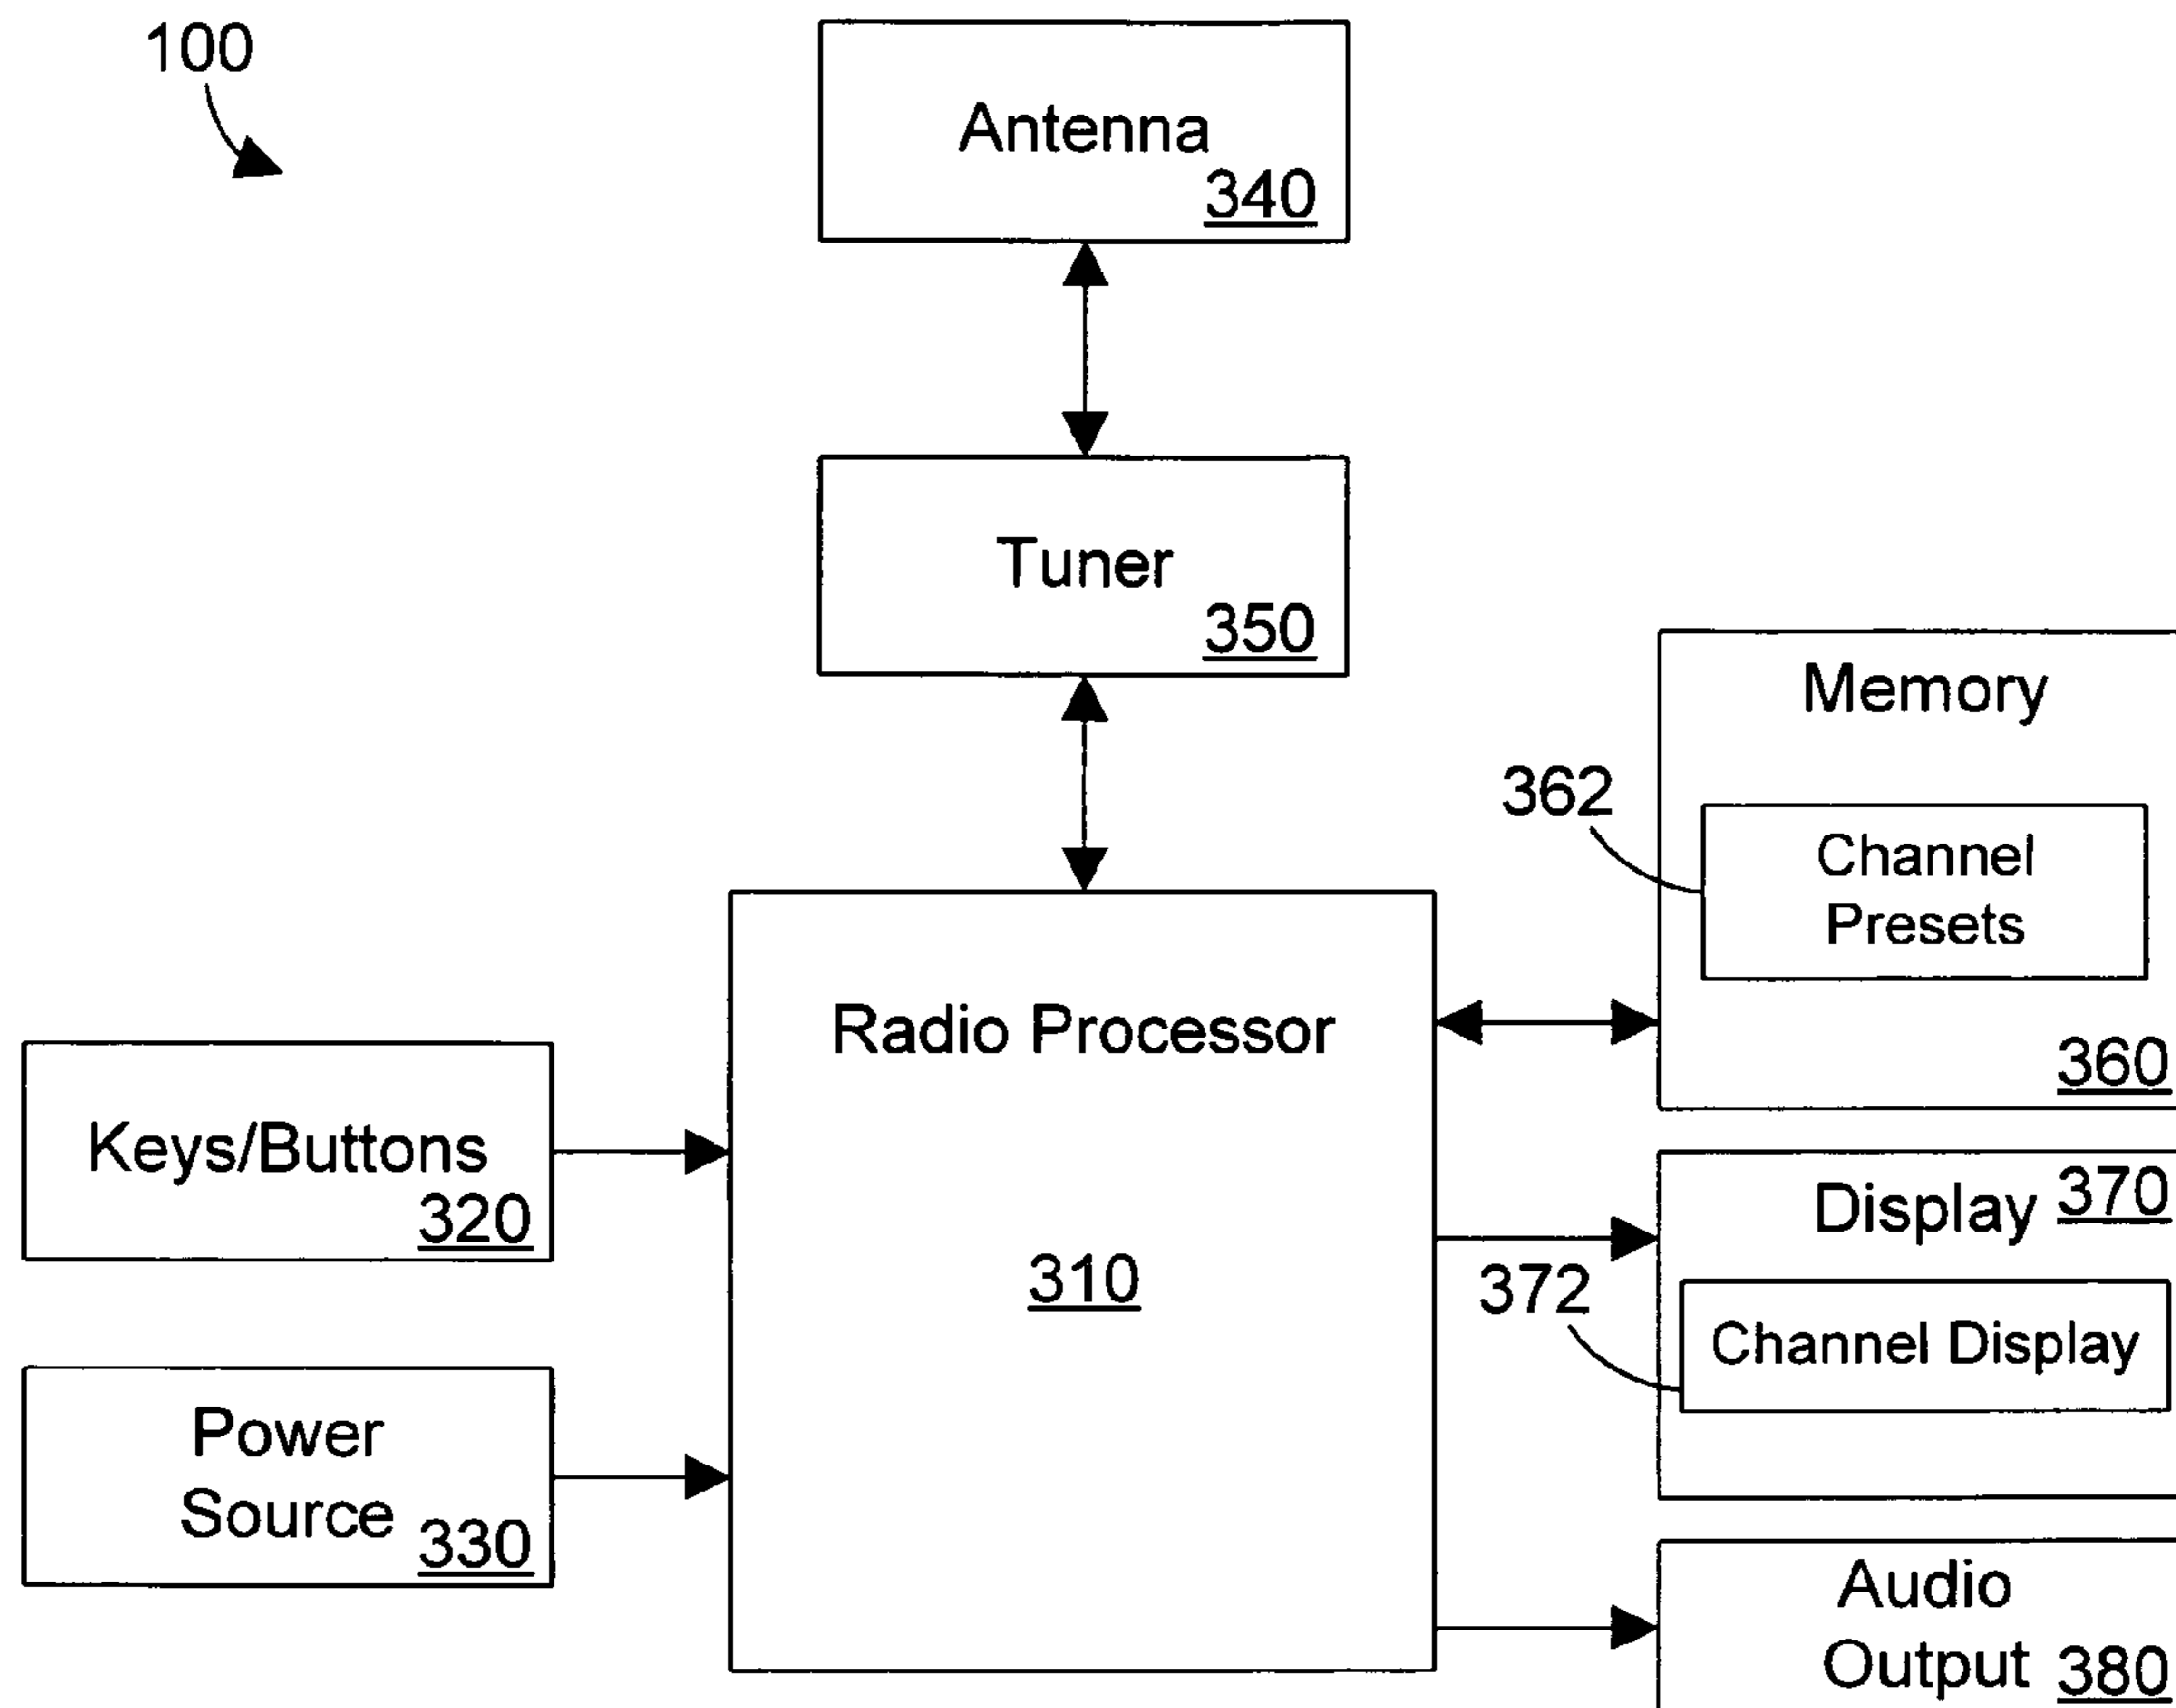 100
Antenna
340
Tuner
350
Memory
362
Channel
Presets
360
Radio Processor
310
Keys/Buttons
320
Display 370
372
Channel Display
Power
Source
330
Audio
Output 380